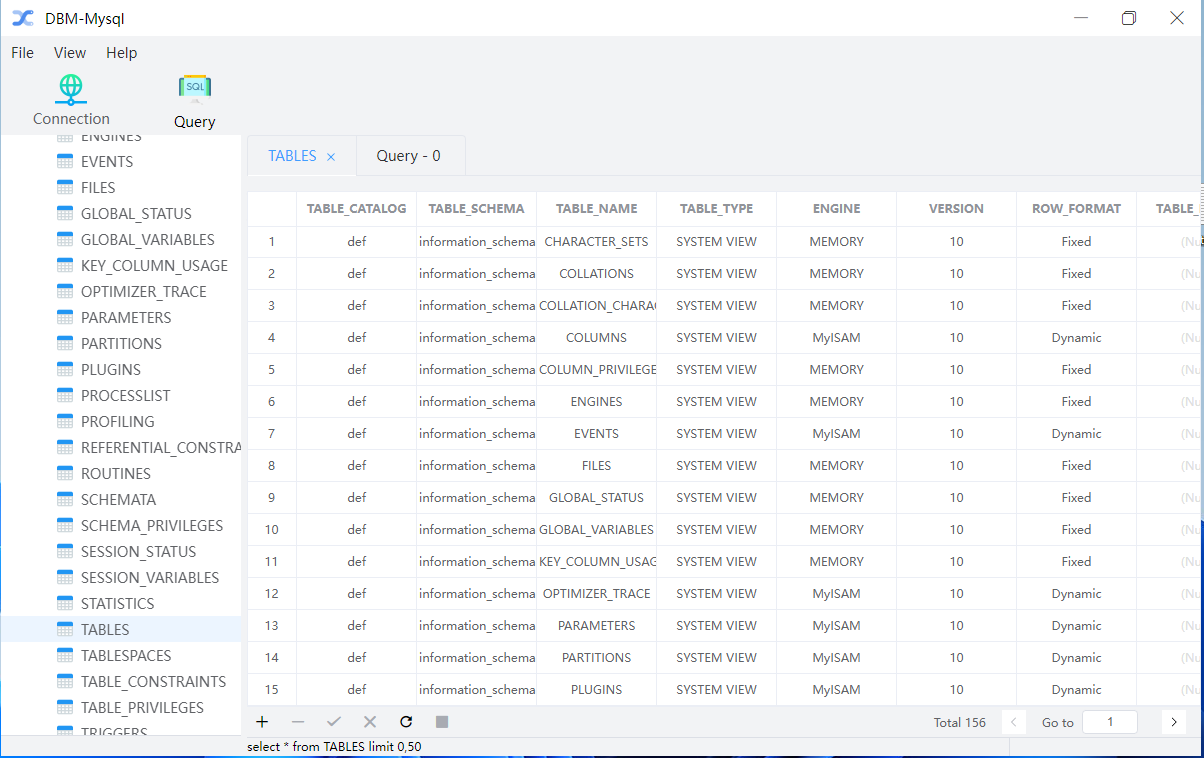 DBM-Mysql
File View Help
Connection
SQL
Query
ENGINES
EVENTS
FILES
GLOBAL_STATUS
GLOBAL_VARIABLES
KEY_COLUMN_USAGE
OPTIMIZER_TRACE
PARAMETERS
PARTITIONS
PLUGINS
PROCESSLIST
PROFILING
REFERENTIAL_CONSTRA
ROUTINES
SCHEMATA
SCHEMA_PRIVILEGES
SESSION_STATUS
SESSION_VARIABLES
STATISTICS
TABLES
TABLESPACES
TABLE_CONSTRAINTS
TABLE_PRIVILEGES
TRIGGERS
TABLES × Query - 0
TABLE_CATALOG TABLE_SCHEMA TABLE_NAME TABLE_TYPE ENGINE VERSION ROW_FORMAT TABLE_
1 def information_schema CHARACTER_SETS SYSTEM VIEW MEMORY 10 Fixed (Nu
2 def information_schema COLLATIONS SYSTEM VIEW MEMORY 10 Fixed (Nu
3 def information_schema COLLATION_CHARAC SYSTEM VIEW MEMORY 10 Fixed (Nu
4 def information_schema COLUMNS SYSTEM VIEW MyISAM 10 Dynamic (Nu
5 def information_schema COLUMN_PRIVILEGE SYSTEM VIEW MEMORY 10 Fixed (Nu
6 def information_schema ENGINES SYSTEM VIEW MEMORY 10 Fixed (Nu
7 def information_schema EVENTS SYSTEM VIEW MyISAM 10 Dynamic (Nu
8 def information_schema FILES SYSTEM VIEW MEMORY 10 Fixed (Nu
9 def information_schema GLOBAL_STATUS SYSTEM VIEW MEMORY 10 Fixed (Nu
10 def information_schema GLOBAL_VARIABLES SYSTEM VIEW MEMORY 10 Fixed (Nu
11 def information_schema KEY_COLUMN_USAG SYSTEM VIEW MEMORY 10 Fixed (Nu
12 def information_schema OPTIMIZER_TRACE SYSTEM VIEW MyISAM 10 Dynamic (Nu
13 def information_schema PARAMETERS SYSTEM VIEW MyISAM 10 Dynamic (Nu
14 def information_schema PARTITIONS SYSTEM VIEW MyISAM 10 Dynamic (Nu
15 def information_schema PLUGINS SYSTEM VIEW MyISAM 10 Dynamic (Nu
Total 156 Go to 1
select * from TABLES limit 0,50